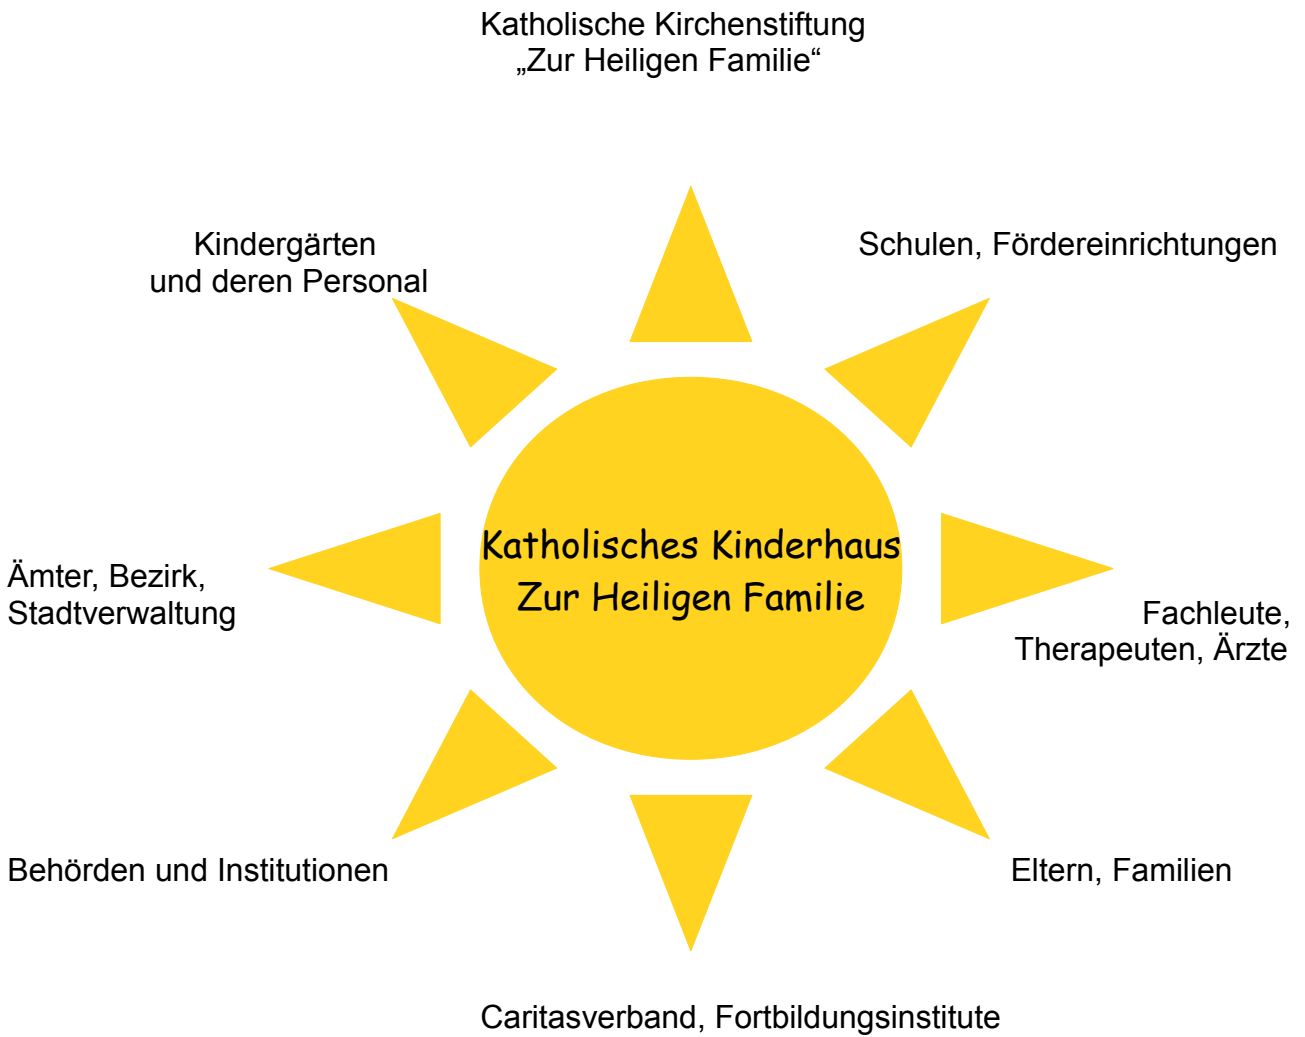 Katholische Kirchenstiftung
„Zur Heiligen Familie“
Kindergärten
und deren Personal
Schulen, Fördereinrichtungen
Katholisches Kinderhaus
Zur Heiligen Familie
Ämter, Bezirk,
Stadtverwaltung
Fachleute,
Therapeuten, Ärzte
Behörden und Institutionen
Eltern, Familien
Caritasverband, Fortbildungsinstitute